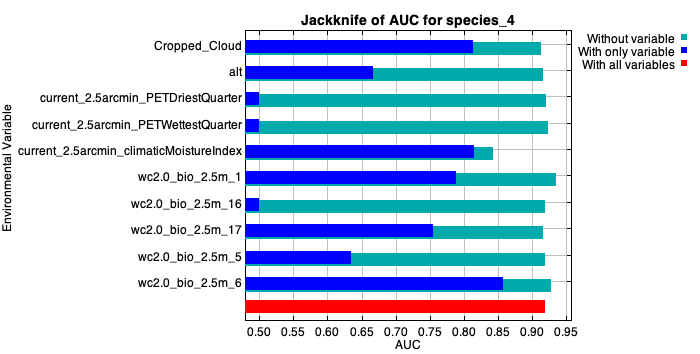 Jackknife of AUC for species_4
Without variable
With only variable
With all variables
Environmental Variable
Cropped_Cloud
alt
current_2.5arcmin_PETDriestQuarter
current_2.5arcmin_PETWettestQuarter
current_2.5arcmin_climaticMoistureIndex
wc2.0_bio_2.5m_1
wc2.0_bio_2.5m_16
wc2.0_bio_2.5m_17
wc2.0_bio_2.5m_5
wc2.0_bio_2.5m_6
0.50 0.55 0.60 0.65 0.70 0.75 0.80 0.85 0.90 0.95
AUC